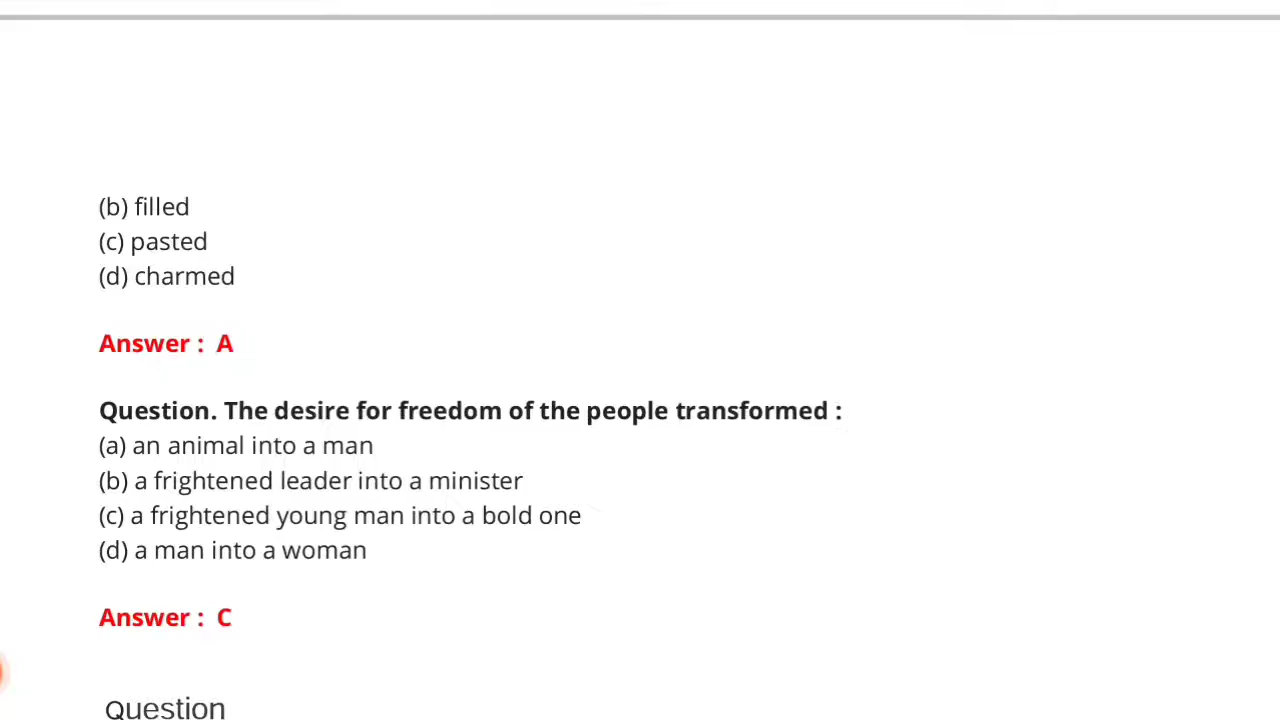 (b) filled
(c) pasted
(d) charmed
Answer :  A
Question. The desire for freedom of the people transformed :
(a) an animal into a man
(b) a frightened leader into a minister
(c) a frightened young man into a bold one
(d) a man into a woman
Answer :  C
Question